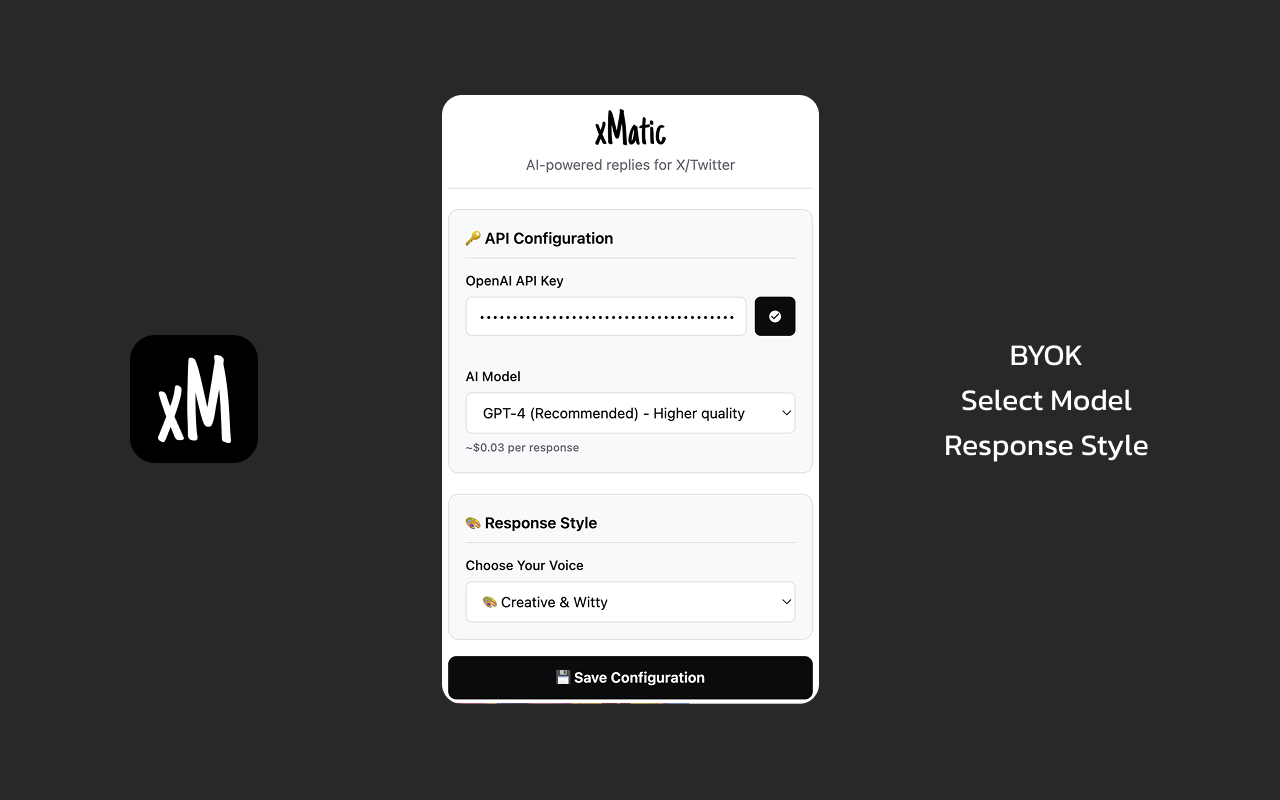 xM
xMatic
AI-powered replies for X/Twitter
🔑 API Configuration
OpenAI API Key
••••••••••••••••••••••••••••••••••••••
AI Model
GPT-4 (Recommended) - Higher quality
~$0.03 per response
🎨 Response Style
Choose Your Voice
🎨 Creative & Witty
💾 Save Configuration
BYOK
Select Model
Response Style